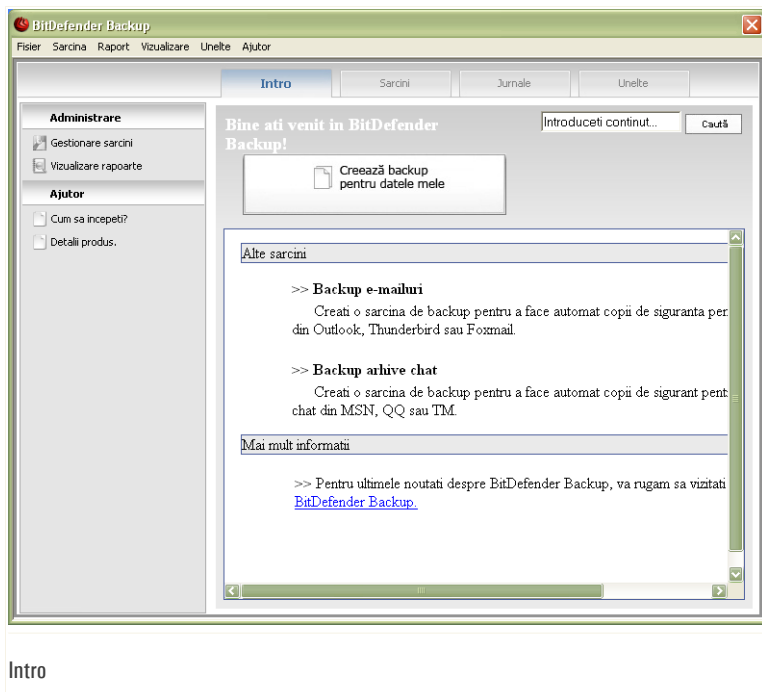 BitDefender Backup
Fisier Sarcina Raport Vizualizare Unelte Ajutor
Intro Sarcini Jurnale Unelte
Administrare
Gestionare sarcini
Vizualizare rapoarte
Ajutor
Cum sa incepeti?
Detalii produs.
Bine ati venit in BitDefender
Backup!
Introduceti continut...
Caută
Creează backup
pentru datele mele
Alte sarcini
>> Backup e-mailuri
Creati o sarcina de backup pentru a face automat copii de siguranta per
din Outlook, Thunderbird sau Foxmail.
>> Backup arhive chat
Creati o sarcina de backup pentru a face automat copii de sigurant pent
chat din MSN, QQ sau TM.
Mai mult informatii
>> Pentru ultimele noutati despre BitDefender Backup, va rugam sa vizitati
BitDefender Backup.
Intro